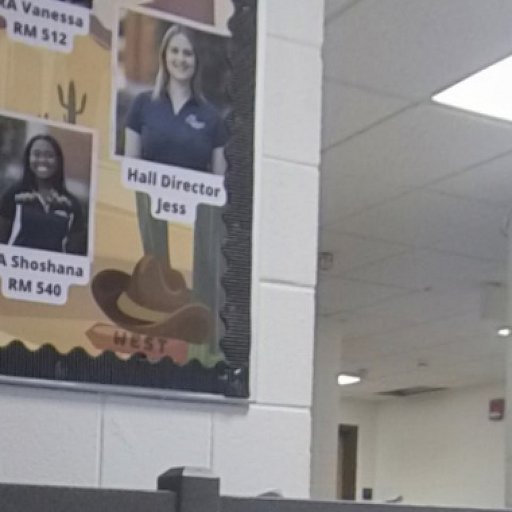 RA Vanessa
RM 512
Hall Director
Jess
A Shoshana
RM 540
WEST